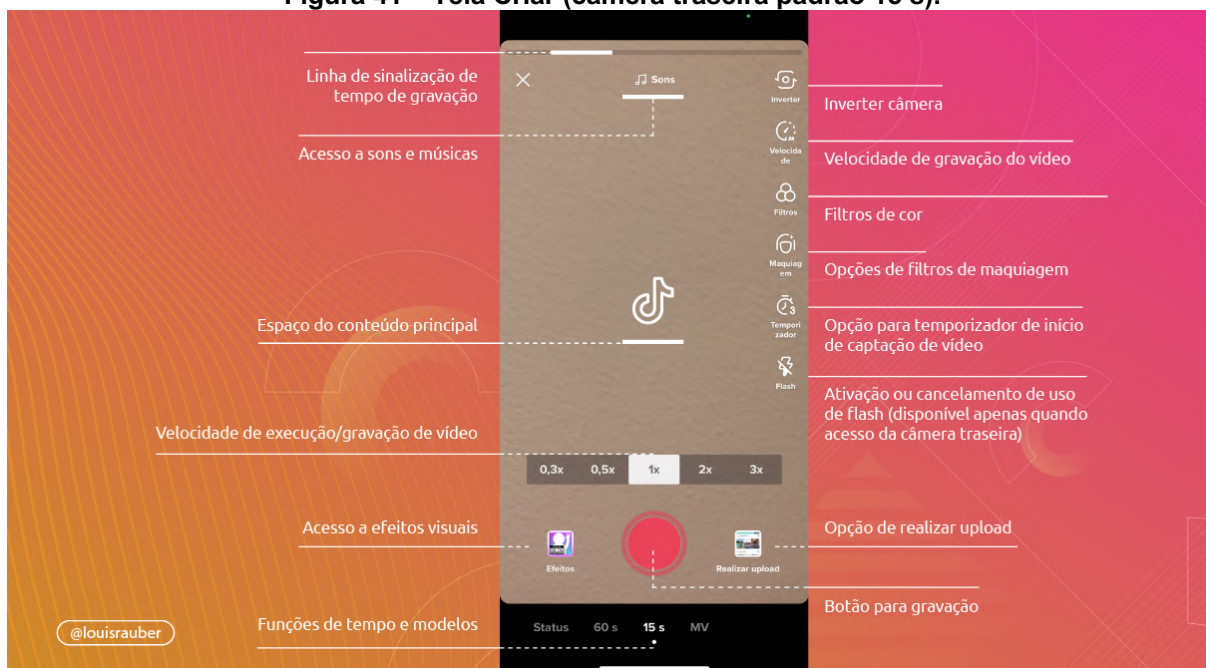 Figura 41 – Tela Criar (câmera traseira padrão 15 s).
Linha de sinalização de
tempo de gravação
Acesso a sons e músicas
Espaço do conteúdo principal
Velocidade de execução/gravação de vídeo
Acesso a efeitos visuais
Funções de tempo e modelos
@louisrauber
Sons
Inverter
Velocida
de
Filtros
Maquiag
em
3
Tempori
zador
Flash
0,3x 0,5x 1x 2x 3x
Efeitos
Realizar upload
Status 60 s 15 s MV
Inverter câmera
Velocidade de gravação do vídeo
Filtros de cor
Opções de filtros de maquiagem
Opção para temporizador de início
de captação de vídeo
Ativação ou cancelamento de uso
de flash (disponível apenas quando
acesso da câmera traseira)
Opção de realizar upload
Botão para gravação